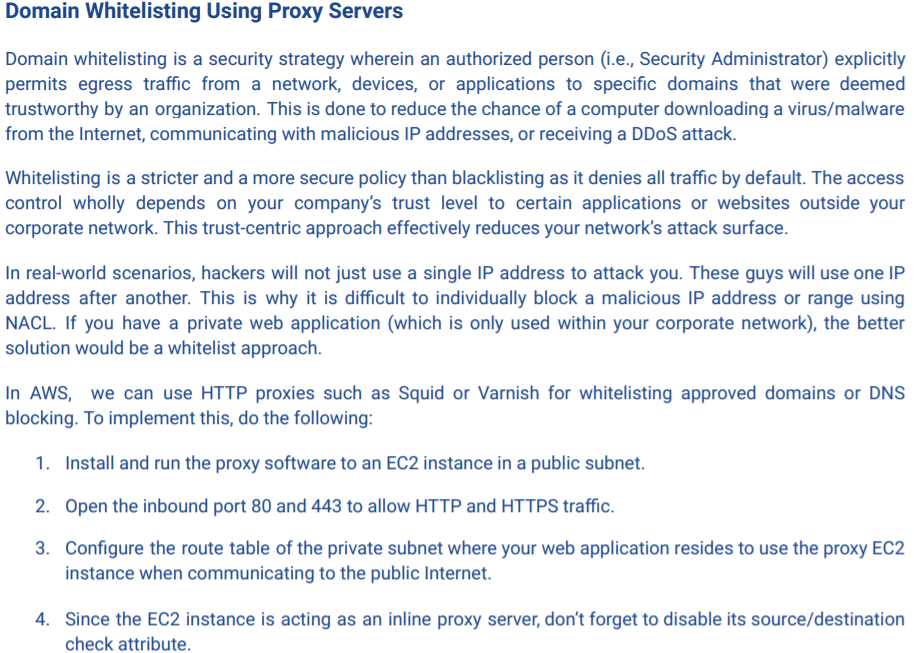 Domain Whitelisting Using Proxy Servers
Domain whitelisting is a security strategy wherein an authorized person (i.e., Security Administrator) explicitly
permits egress traffic from a network, devices, or applications to specific domains that were deemed
trustworthy by an organization. This is done to reduce the chance of a computer downloading a virus/malware
from the Internet, communicating with malicious IP addresses, or receiving a DDoS attack.
Whitelisting is a stricter and a more secure policy than blacklisting as it denies all traffic by default. The access
control wholly depends on your company's trust level to certain applications or websites outside your
corporate network. This trust-centric approach effectively reduces your network's attack surface.
In real-world scenarios, hackers will not just use a single IP address to attack you. These guys will use one IP
address after another. This is why it is difficult to individually block a malicious IP address or range using
NACL. If you have a private web application (which is only used within your corporate network), the better
solution would be a whitelist approach.
In AWS, we can use HTTP proxies such as Squid or Varnish for whitelisting approved domains or DNS
blocking. To implement this, do the following:
1. Install and run the proxy software to an EC2 instance in a public subnet.
2. Open the inbound port 80 and 443 to allow HTTP and HTTPS traffic.
3. Configure the route table of the private subnet where your web application resides to use the proxy EC2
instance when communicating to the public Internet.
4. Since the EC2 instance is acting as an inline proxy server, don't forget to disable its source/destination
check attribute.